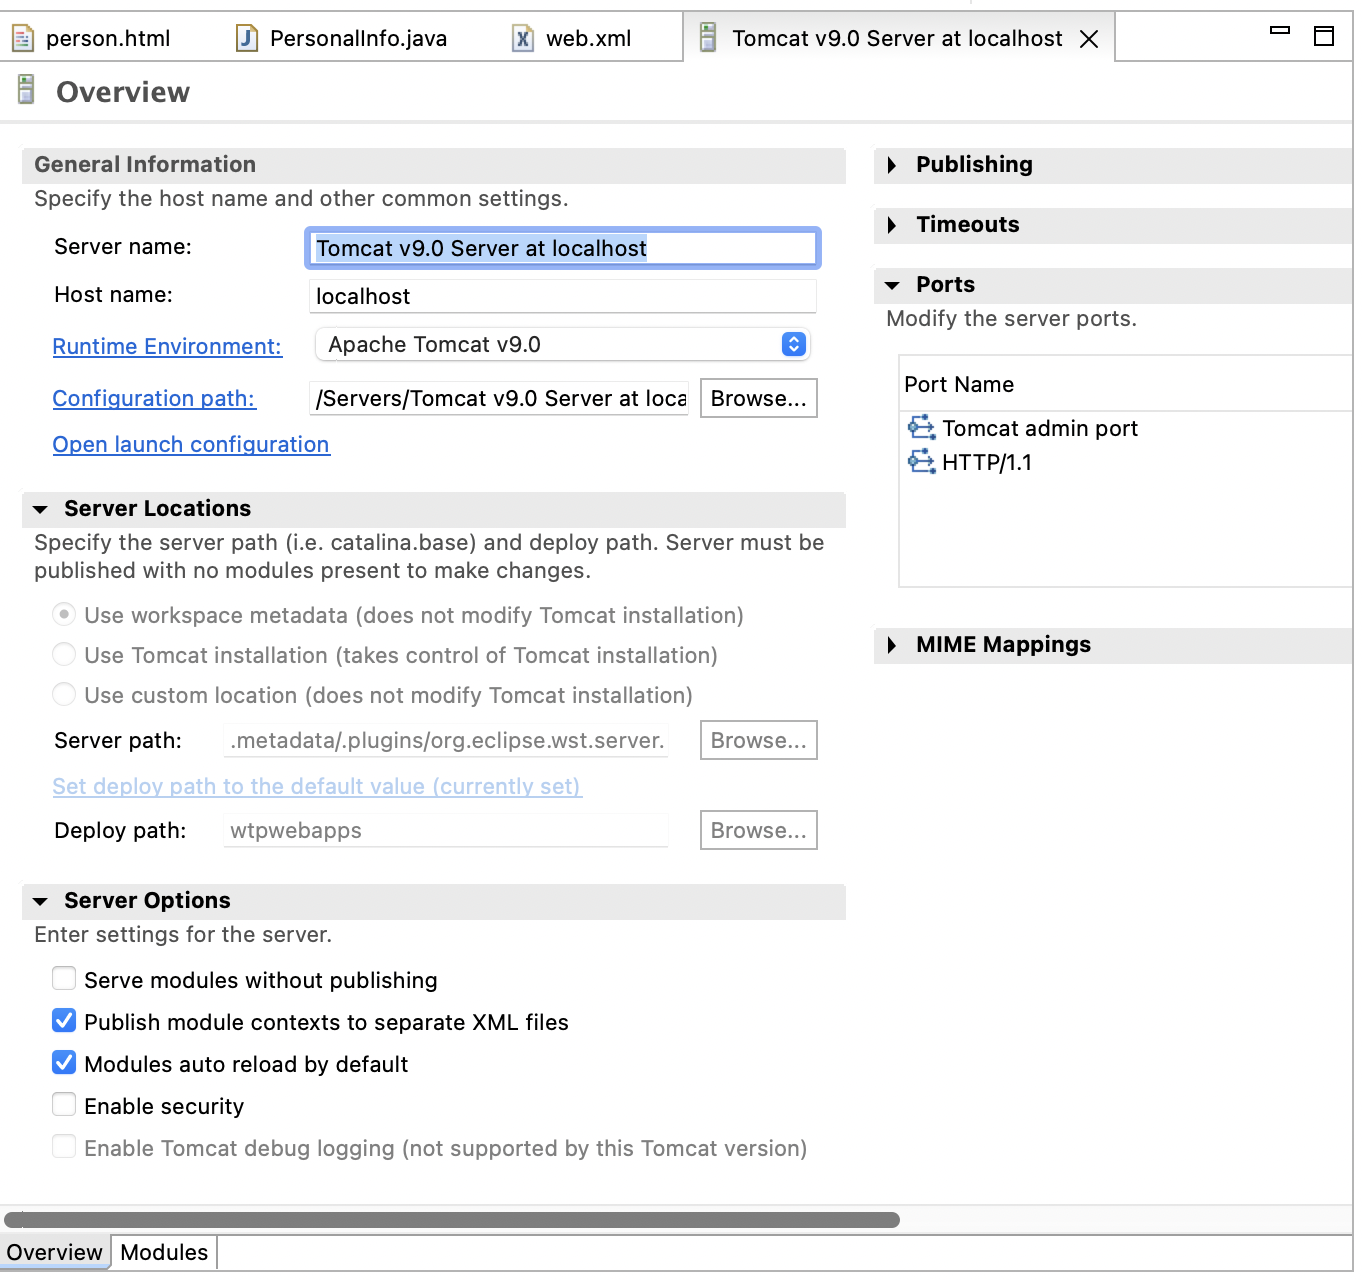 person.html
PersonalInfo.java
web.xml
Tomcat v9.0 Server at localhost
Overview
General Information
Specify the host name and other common settings.
Server name:
Tomcat v9.0 Server at localhost
Host name:
localhost
Runtime Environment:
Apache Tomcat v9.0
Configuration path:
/Servers/Tomcat v9.0 Server at loca
Browse...
Open launch configuration
Server Locations
Specify the server path (i.e. catalina.base) and deploy path. Server must be
published with no modules present to make changes.
Use workspace metadata (does not modify Tomcat installation)
Use Tomcat installation (takes control of Tomcat installation)
Use custom location (does not modify Tomcat installation)
Server path:
.metadata/.plugins/org.eclipse.wst.server.
Browse...
Set deploy path to the default value (currently set)
Deploy path:
wtpwebapps
Browse...
Server Options
Enter settings for the server.
Serve modules without publishing
Publish module contexts to separate XML files
Modules auto reload by default
Enable security
Enable Tomcat debug logging (not supported by this Tomcat version)
Publishing
Timeouts
Ports
Modify the server ports.
Port Name
Tomcat admin port
HTTP/1.1
MIME Mappings
Overview
Modules